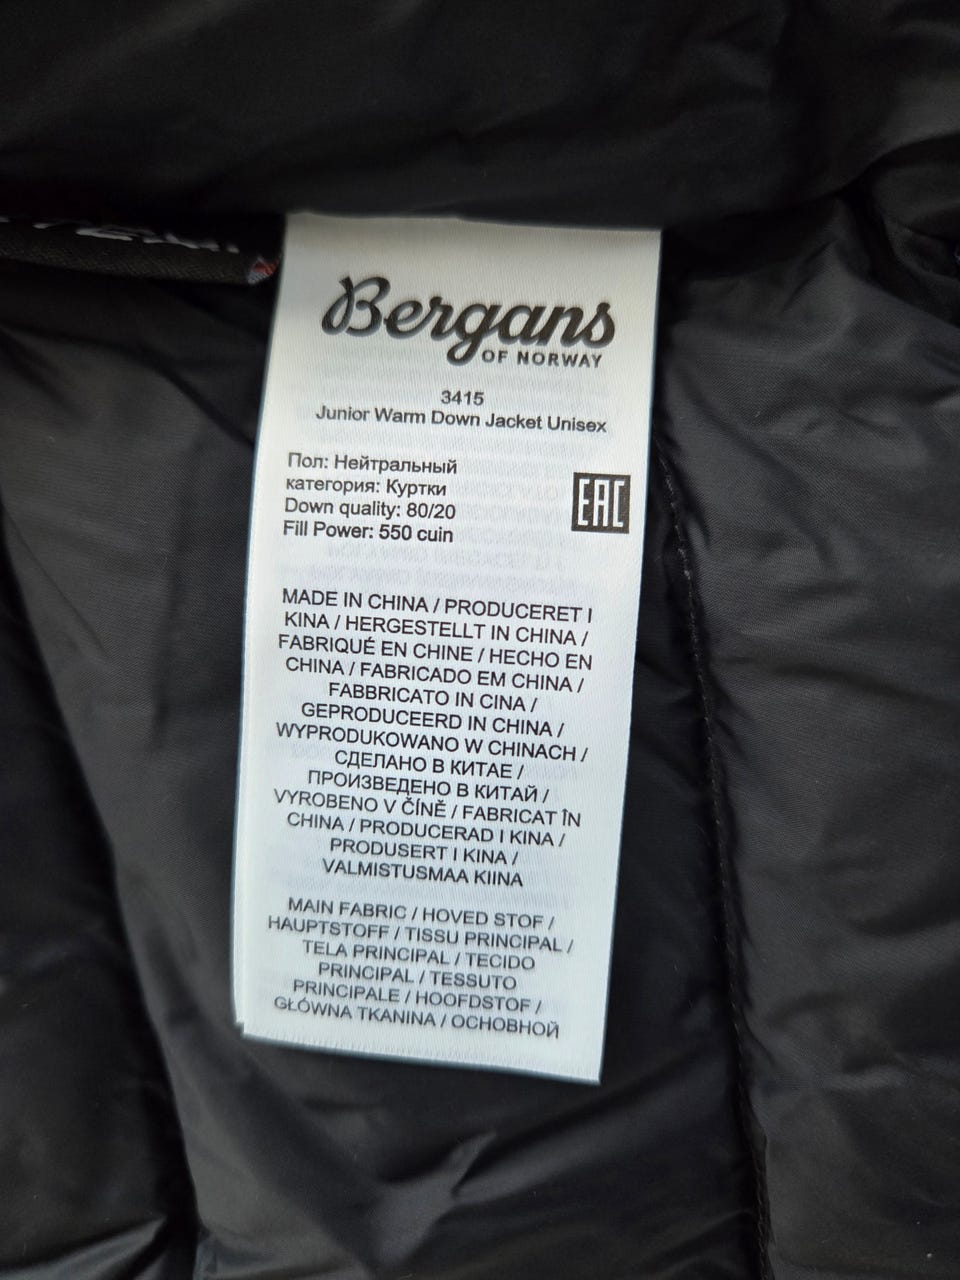 Bergans
OF NORWAY
3415
Junior Warm Down Jacket Unisex
Пол: Нейтральный
категория: Куртки
Down quality: 80/20
Fill Power: 550 cuin
EAC
MADE IN CHINA / PRODUCERET I
KINA / HERGESTELLT IN CHINA /
FABRIQUÉ EN CHINE / HECHO EN
CHINA / FABRICADO EM CHINA /
FABBRICATO IN CINA /
GEPRODUCEERD IN CHINA /
WYPRODUKOWANO W CHINACH /
СДЕЛАНО В КИТАЕ /
ПРОИЗВЕДЕНО В КИТАЙ /
VYROBENO V ČÍNĚ / FABRICAT ÎN
CHINA / PRODUCERAD I KINA /
PRODUSERT I KINA /
VALMISTUSMAA KIINA
MAIN FABRIC / HOVED STOF /
HAUPTSTOFF / TISSU PRINCIPAL /
TELA PRINCIPAL / TECIDO
PRINCIPAL / TESSUTO
PRINCIPALE / HOOFDSTOF /
GŁÓWNA TKANINA / ОСНОВНОЙ